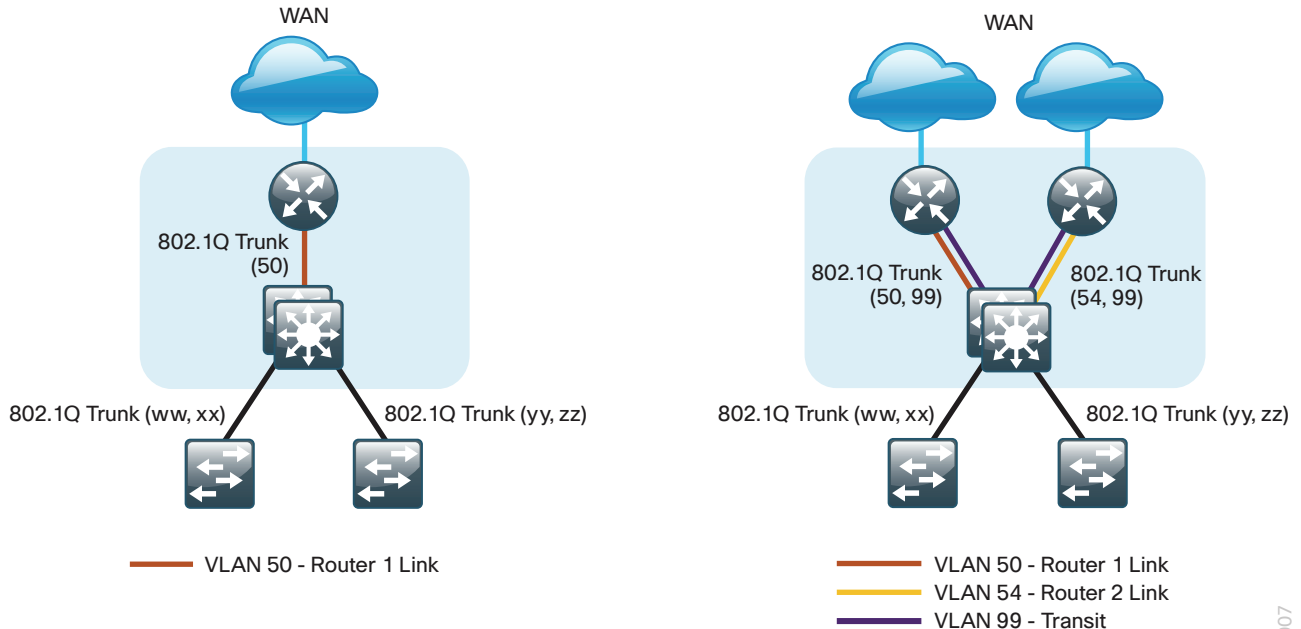 WAN
802.1Q Trunk
(50)
802.1Q Trunk (ww, xx)
802.1Q Trunk (yy, zz)
VLAN 50 - Router 1 Link
WAN
802.1Q Trunk
(50, 99)
802.1Q Trunk
(54, 99)
802.1Q Trunk (ww, xx)
802.1Q Trunk (yy, zz)
VLAN 50 - Router 1 Link
VLAN 54 - Router 2 Link
VLAN 99 - Transit